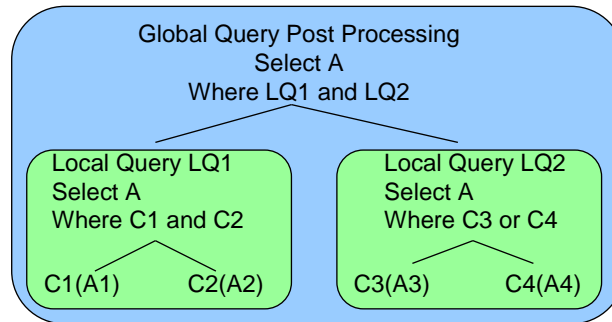 Global Query Post Processing
Select A
Where LQ1 and LQ2
Local Query LQ1
Select A
Where C1 and C2
C1(A1) C2(A2)
Local Query LQ2
Select A
Where C3 or C4
C3(A3) C4(A4)